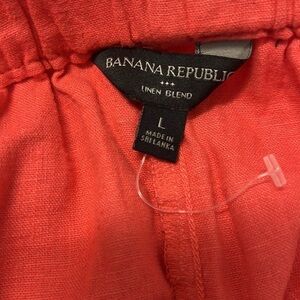 BANANA REPUBLIC
LINEN BLEND
L
MADE IN
SRI LANKA